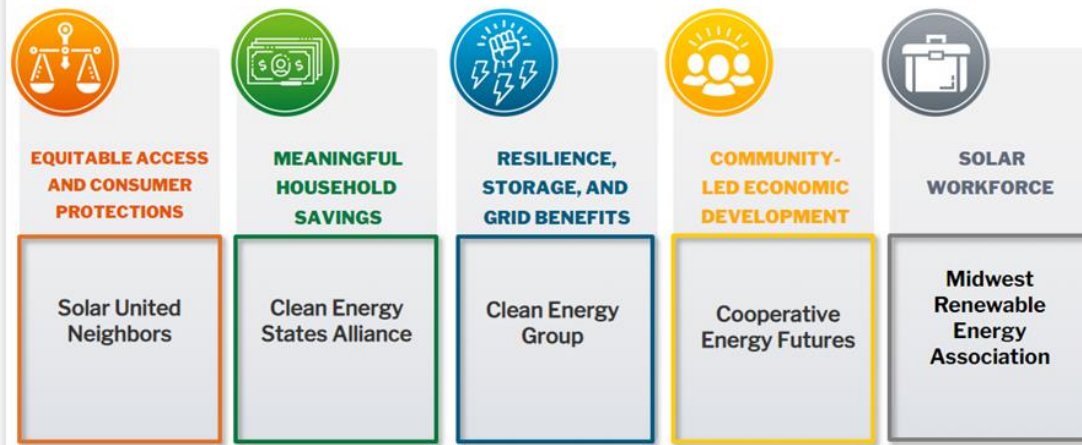 EQUITABLE ACCESS
AND CONSUMER
PROTECTIONS
MEANINGFUL
HOUSEHOLD
SAVINGS
RESILIENCE,
STORAGE, AND
GRID BENEFITS
COMMUNITY-
LED ECONOMIC
DEVELOPMENT
SOLAR
WORKFORCE
Solar United
Neighbors
Clean Energy
States Alliance
Clean Energy
Group
Cooperative
Energy Futures
Midwest
Renewable
Energy
Association